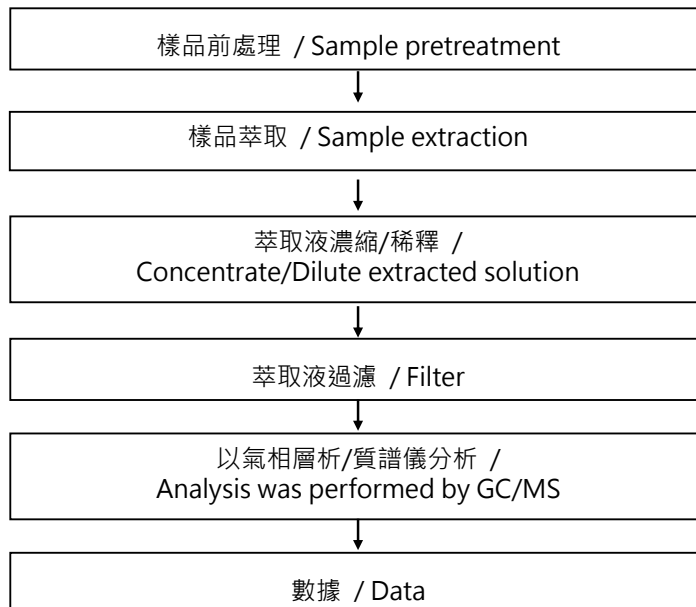 樣品前處理 / Sample pretreatment
樣品萃取 / Sample extraction
萃取液濃縮/稀釋 /
Concentrate/Dilute extracted solution
萃取液過濾 / Filter
以氣相層析/質譜儀分析 /
Analysis was performed by GC/MS
數據 / Data